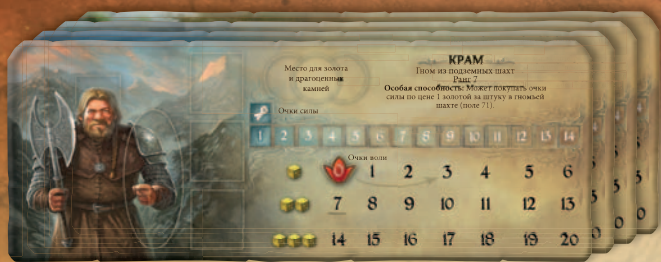 Место для золота
и драгоценных
камней
КРАМ
Гном из подземных шахт
Ранг 7
Особая способность: Может покупать очки
силы по цене 1 золотой за штуку в гномьей
шахте (поле 71).
Очки силы
1 2 3 4 5 6 7 8 9 10 11 12 13 14
Очки воли
0 1 2 3 4 5 6
7 8 9 10 11 12 13
14 15 16 17 18 19 20